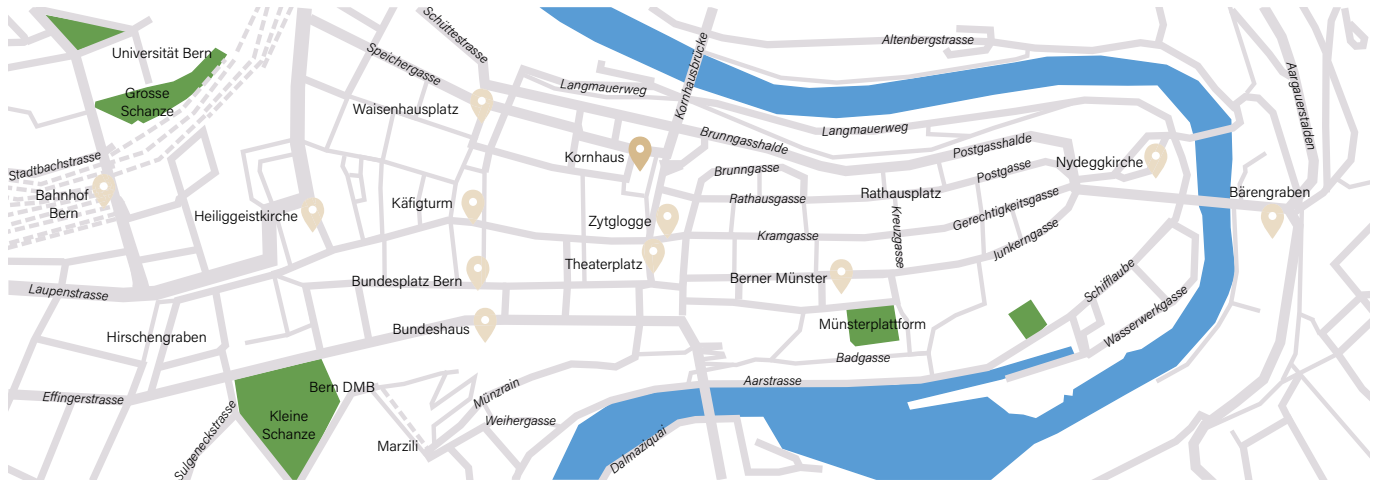 Schüttestrasse
Altenbergstrasse
Universität Bern
Speichergasse
Kornhausbrücke
Aargauerstalden
Grosse
Schanze
Waisenhausplatz
Langmauerweg
Langmauerweg
Brunngasshalde
Postgasshalde
Stadtbachstrasse
Kornhaus
Brunngasse
Postgasse
Nydeggkirche
Bahnhof
Bern
Heiliggeistkirche
Käfigturm
Rathausgasse
Rathausplatz
Bärengraben
Zytglogge
Kramgasse
Kreuzgasse
Gerechtigkeitsgasse
Junkerngasse
Theaterplatz
Bundesplatz Bern
Berner Münster
Schifflaube
Laupenstrasse
Hirschengraben
Bundeshaus
Münsterplattform
Wasserwerkgasse
Badgasse
Effingerstrasse
Bern DMB
Münzrain
Aarstrasse
Kleine
Schanze
Sulgeneckstrasse
Marzili
Weihergasse
Dalmaziquai